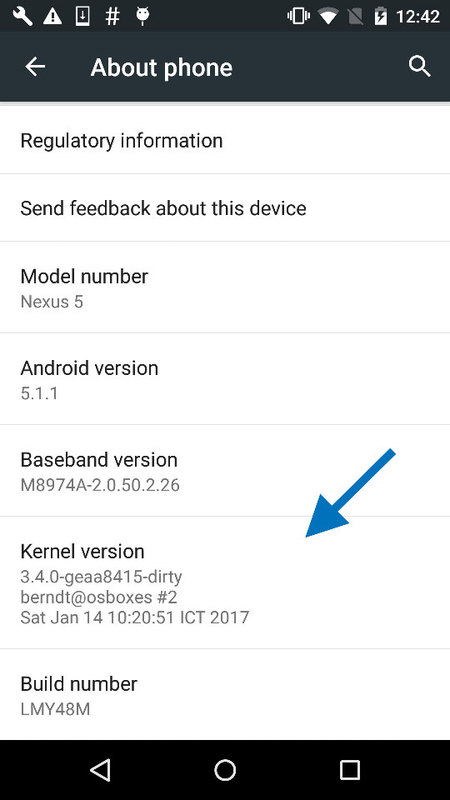 12:42
About phone
Regulatory information
Send feedback about this device
Model number
Nexus 5
Android version
5.1.1
Baseband version
M8974A-2.0.50.2.26
Kernel version
3.4.0-geaa8415-dirty
berndt@osboxes #2
Sat Jan 14 10:20:51 ICT 2017
Build number
LMY48M